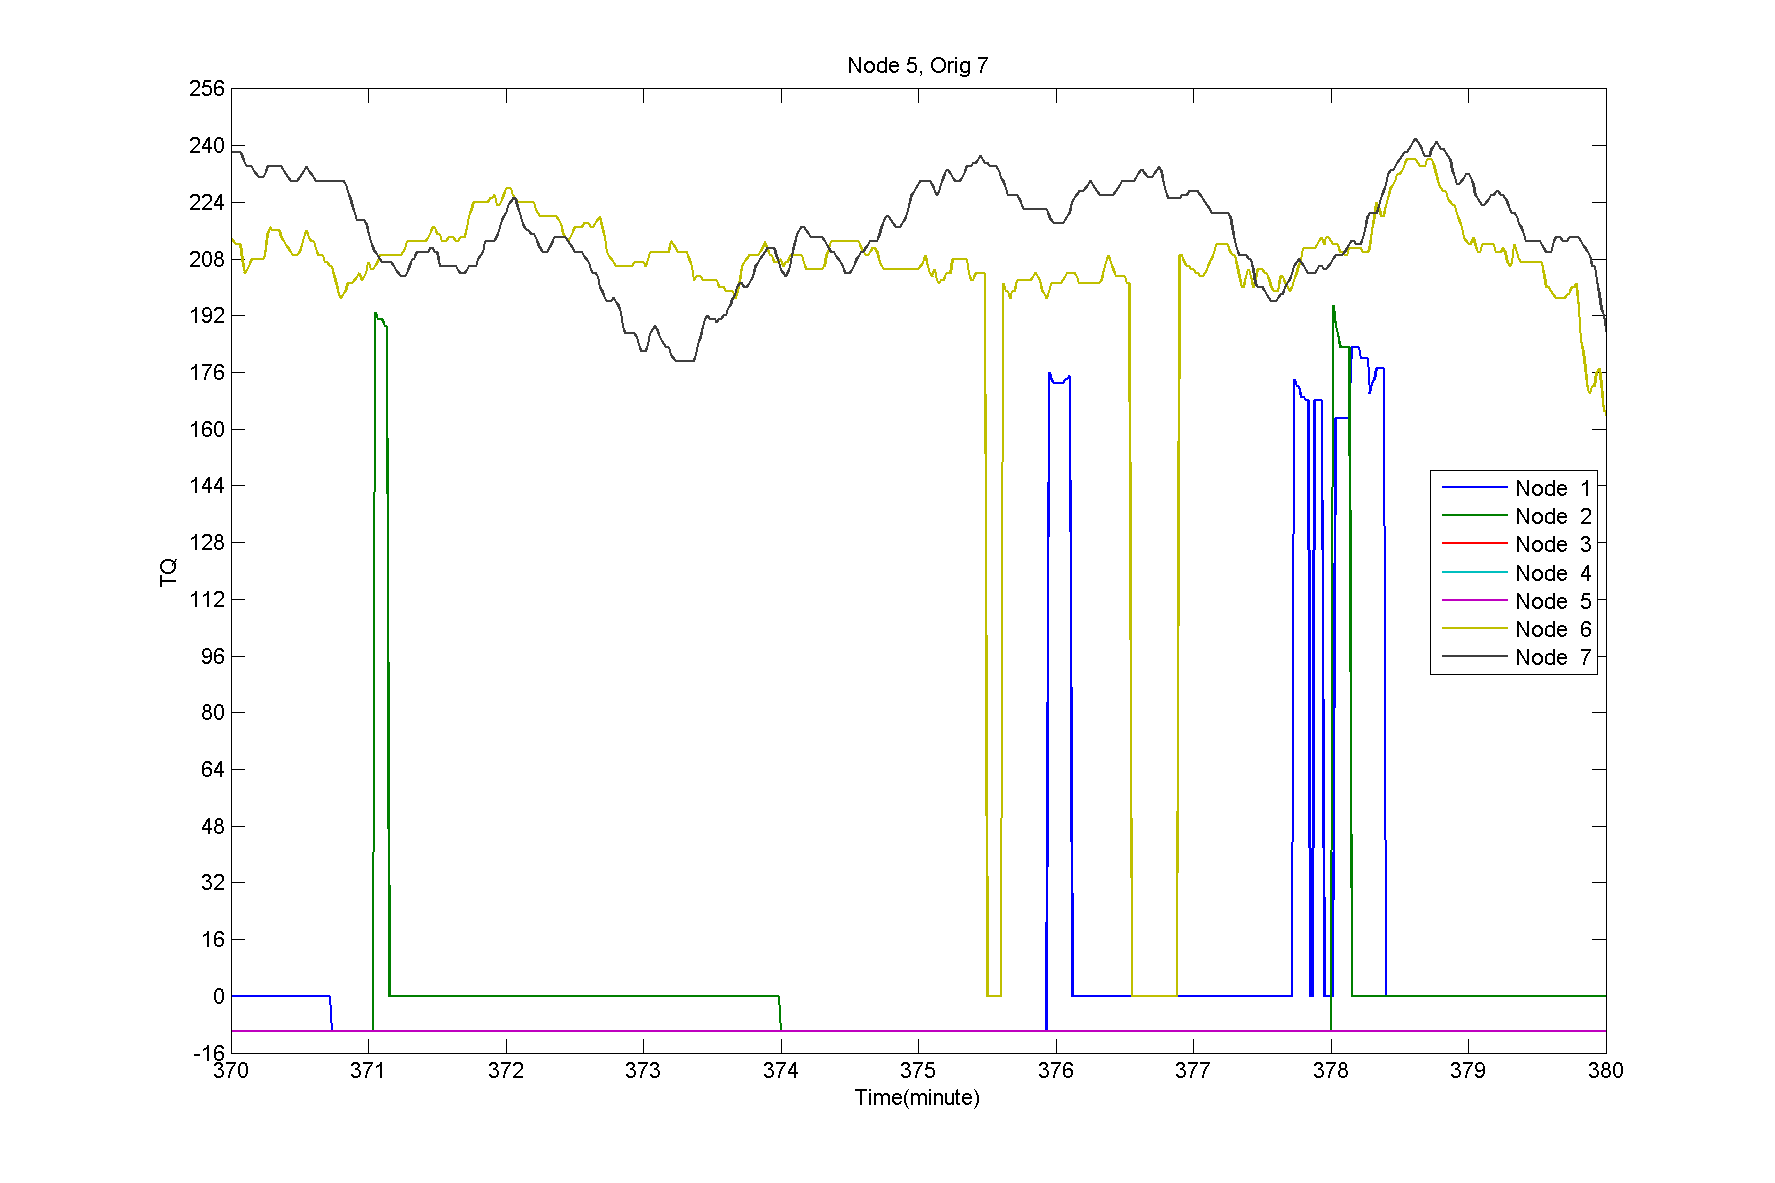 Node 5, Orig 7
256
240
224
208
192
176
160
144
128
112
96
80
64
48
32
16
0
-16
TQ
370 371 372 373 374 375 376 377 378 379 380
Time(minute)
Node 1
Node 2
Node 3
Node 4
Node 5
Node 6
Node 7